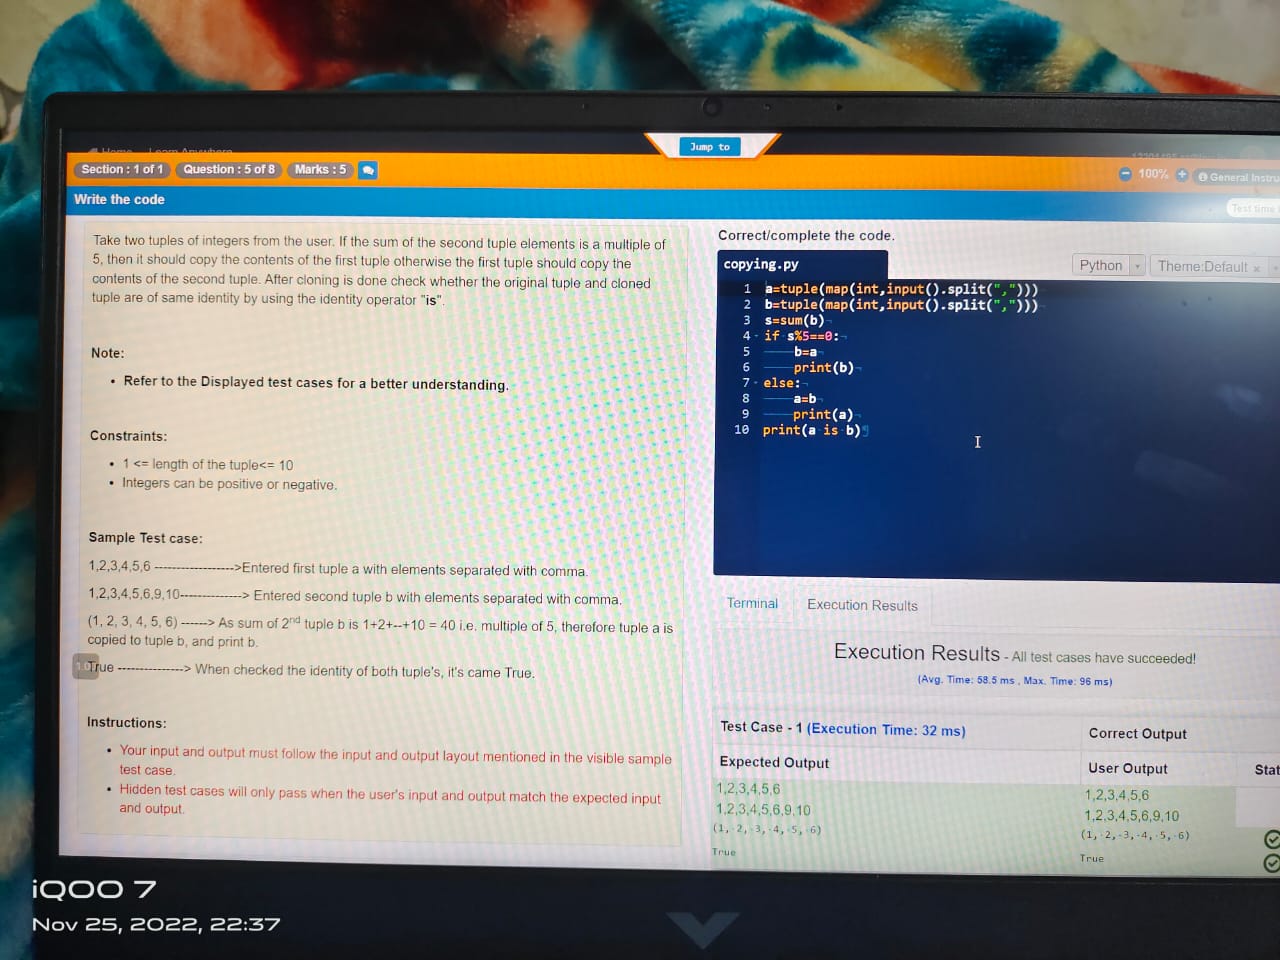 Home Learn Anywhere
Jump to
Section : 1 of 1 Question : 5 of 8 Marks : 5
100% General Instru
Write the code
Test time
Take two tuples of integers from the user. If the sum of the second tuple elements is a multiple of
5, then it should copy the contents of the first tuple otherwise the first tuple should copy the
contents of the second tuple. After cloning is done check whether the original tuple and cloned
tuple are of same identity by using the identity operator "is".
Note:
• Refer to the Displayed test cases for a better understanding.
Constraints:
• 1 <= length of the tuple<= 10
• Integers can be positive or negative.
Sample Test case:
1,2,3,4,5,6 ------------------->Entered first tuple a with elements separated with comma.
1,2,3,4,5,6,9,10--------------> Entered second tuple b with elements separated with comma.
(1, 2, 3, 4, 5, 6) ------> As sum of 2nd tuple b is 1+2+--+10 = 40 i.e. multiple of 5, therefore tuple a is
copied to tuple b, and print b.
1.0
True ---------------> When checked the identity of both tuple's, it's came True.
Instructions:
• Your input and output must follow the input and output layout mentioned in the visible sample
test case.
• Hidden test cases will only pass when the user's input and output match the expected input
and output.
Correct/complete the code.
copying.py
Python Theme:Default ×
1 a=tuple(map(int,input().split(",")))
2 b=tuple(map(int,input().split(",")))
3 s=sum(b)
4 if s%5==0:
5 b=a
6 print(b)
7 else:
8 a=b
9 print(a)
10 print(a is b)
Terminal Execution Results
Execution Results - All test cases have succeeded!
(Avg. Time: 58.5 ms , Max. Time: 96 ms)
Test Case - 1 (Execution Time: 32 ms) Correct Output
Expected Output User Output Stat
1,2,3,4,5,6 1,2,3,4,5,6
1,2,3,4,5,6,9,10 1,2,3,4,5,6,9,10
(1,·2,·3,·4,·5,·6) (1,·2,·3,·4,·5,·6)
True True
iQOO 7
Nov 25, 2022, 22:37